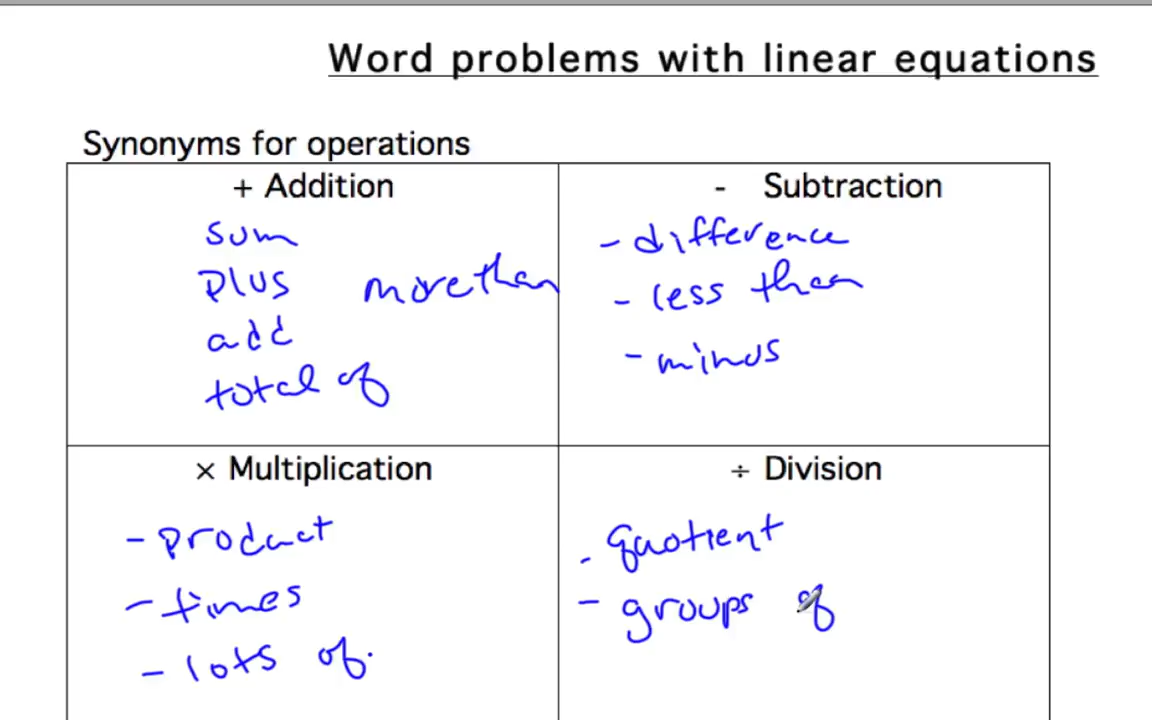 Word problems with linear equations
Synonyms for operations
+ Addition
sum
plus more than
add
total of
- Subtraction
- difference
- less than
- minus
× Multiplication
- product
- times
- lots of.
÷ Division
- quotient
- groups of